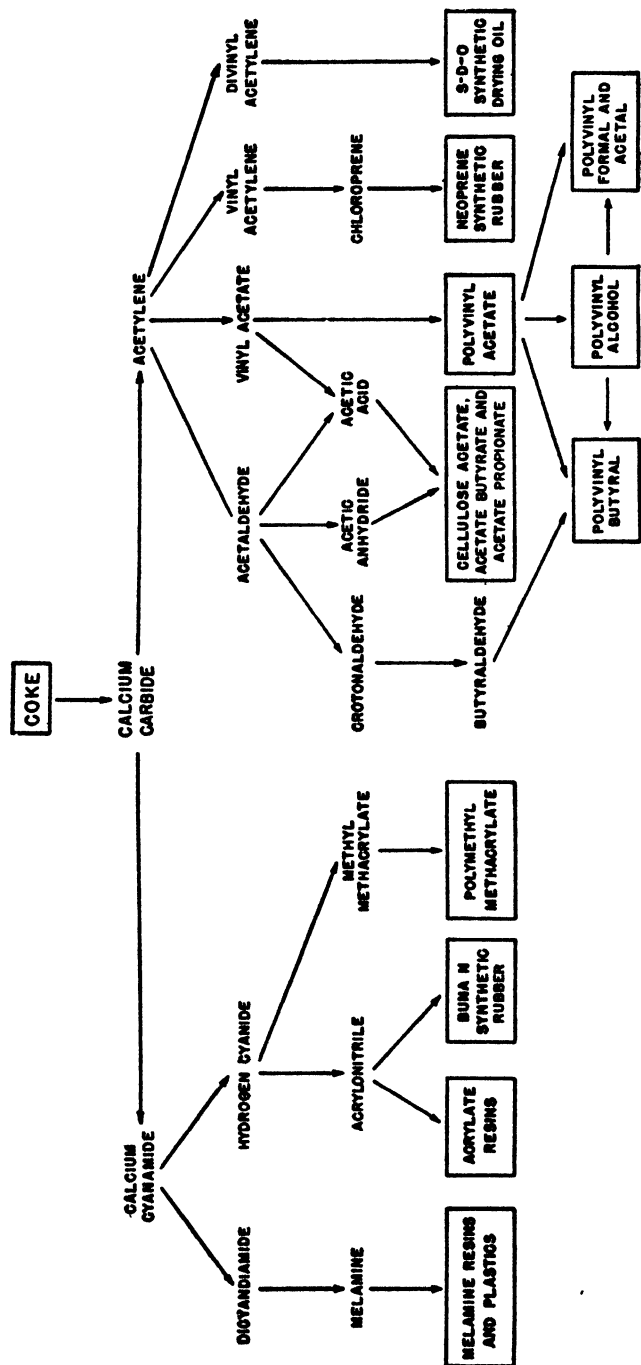 COKE
CALCIUM
CARBIDE
CALCIUM
CYANAMIDE
ACETYLENE
DICYANDIAMIDE
HYDROGEN CYANIDE
ACETALDEHYDE
VINYL ACETATE
VINYL
ACETYLENE
DIVINYL
ACETYLENE
MELAMINE
ACRYLONITRILE
METHYL
METHACRYLATE
CROTONALDEHYDE
ACETIC
ANHYDRIDE
ACETIC
ACID
CHLOROPRENE
MELAMINE RESINS
AND PLASTICS
ACRYLATE
RESINS
BUNA N
SYNTHETIC
RUBBER
POLYMETHYL
METHACRYLATE
BUTYRALDEHYDE
CELLULOSE ACETATE,
ACETATE BUTYRATE AND
ACETATE PROPIONATE
POLYVINYL
ACETATE
NEOPRENE
SYNTHETIC
RUBBER
S-D-O
SYNTHETIC
DRYING OIL
POLYVINYL
BUTYRAL
POLYVINYL
ALCOHOL
POLYVINYL
FORMAL AND
ACETAL